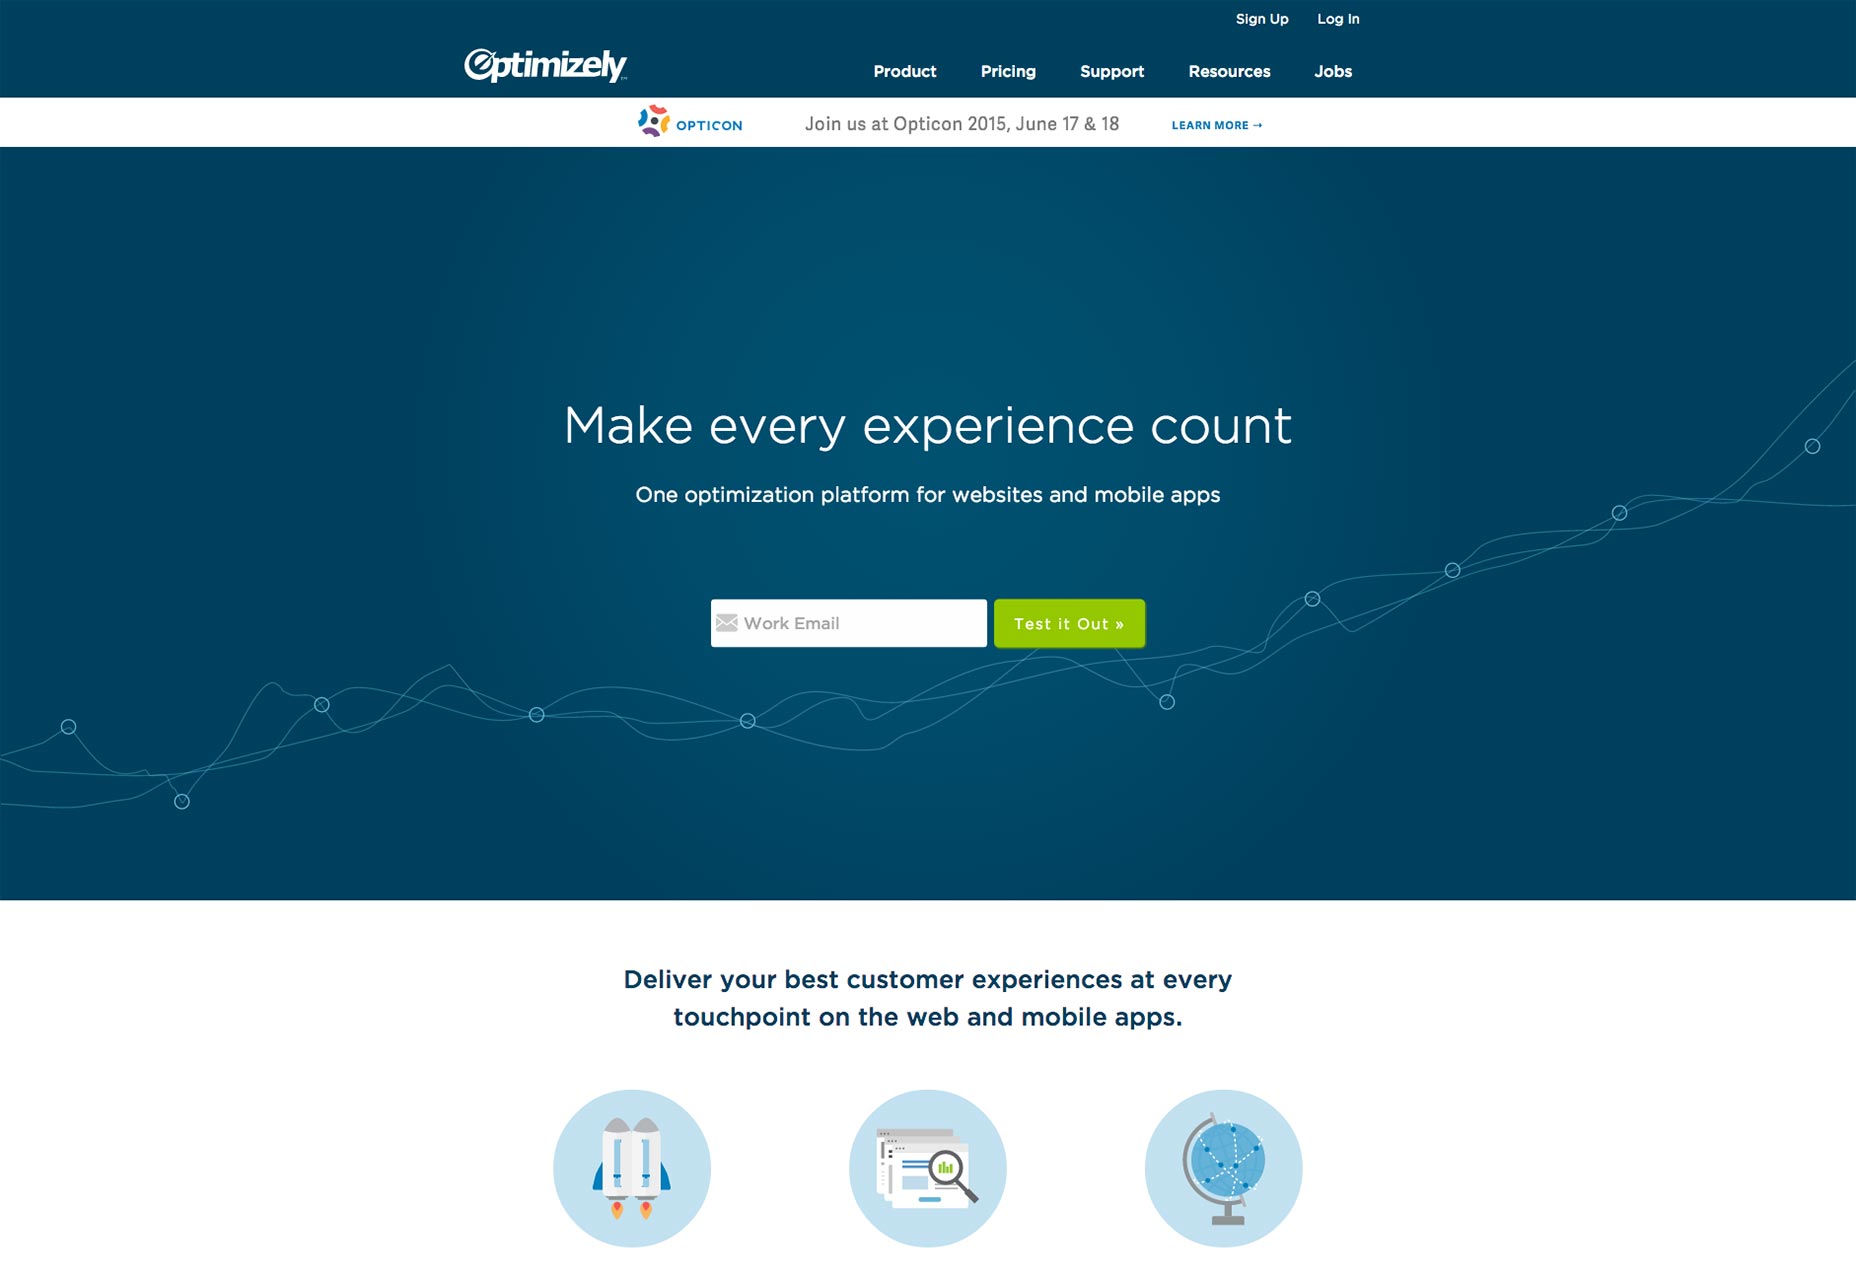 Sign Up Log In
Optimizely
Product Pricing Support Resources Jobs
OPTICON Join us at Opticon 2015, June 17 & 18 LEARN MORE →
Make every experience count
One optimization platform for websites and mobile apps
Work Email Test it Out »
Deliver your best customer experiences at every
touchpoint on the web and mobile apps.